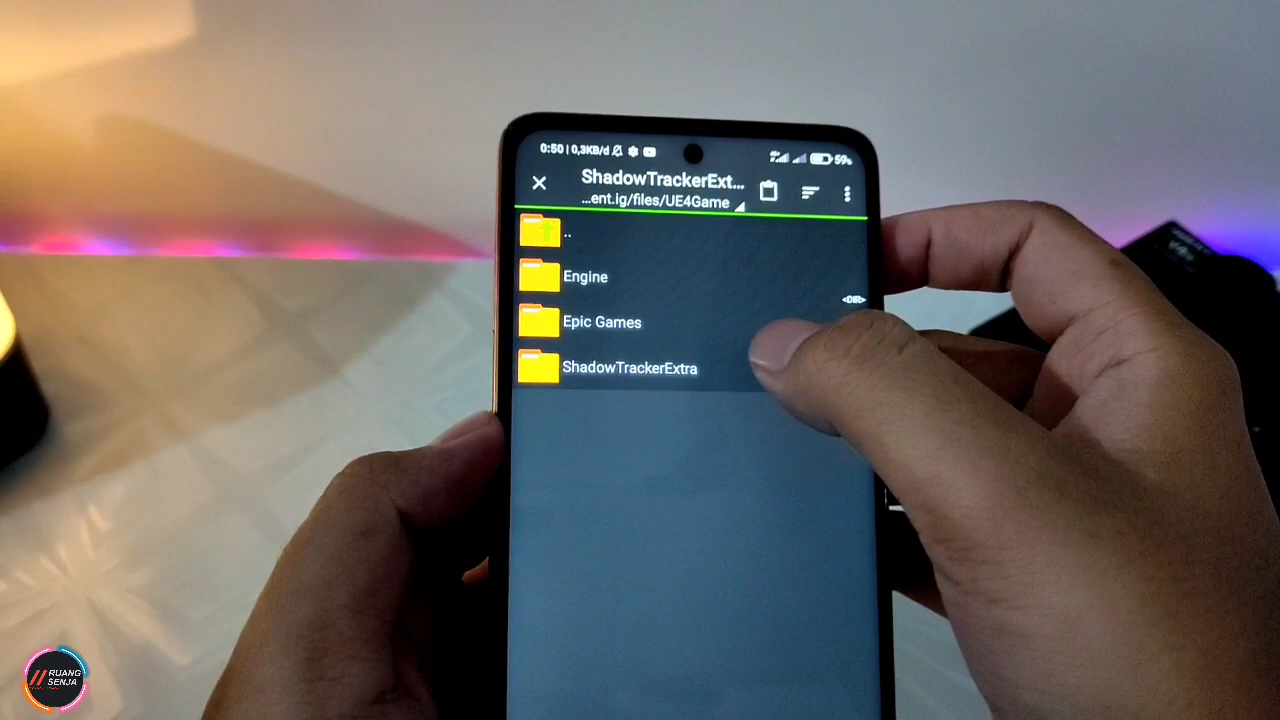 0:50 | 0,3KB/d
59%
ShadowTrackerExt...
...ent.ig/files/UE4Game
..
Engine
<DIR>
Epic Games
ShadowTrackerExtra
RUANG
SENJA